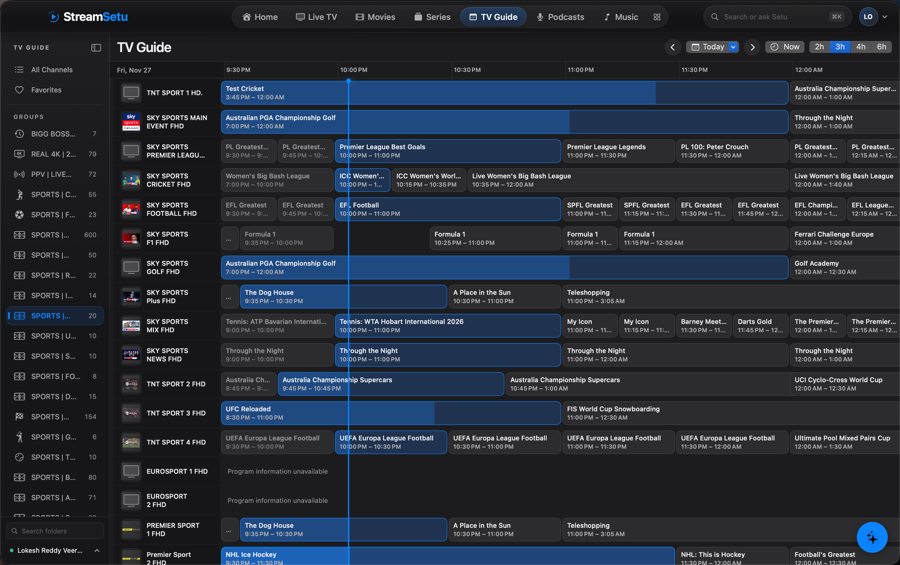 StreamSetu
Home
Live TV
Movies
Series
TV Guide
Podcasts
Music
Search or ask Setu
⌘K
LO
TV GUIDE
All Channels
Favorites
GROUPS
BIGG BOSS... 7
REAL 4K | 2... 79
PPV | LIVE... 72
SPORTS | C... 55
SPORTS | F... 23
SPORTS |... 600
SPORTS |... 50
SPORTS | R... 22
SPORTS | I... 14
SPORTS |... 20
SPORTS | U... 10
SPORTS | S... 10
SPORTS | FO... 8
SPORTS | D... 15
SPORTS |... 154
SPORTS | G... 6
SPORTS | T... 10
SPORTS | B... 80
SPORTS | A... 71
Search folders
Lokesh Reddy Veer...
TV Guide
Today
Now
2h 3h 4h 6h
Fri, Nov 27
9:30 PM 10:00 PM 10:30 PM 11:00 PM 11:30 PM 12:00 AM
TNT SPORT 1 HD.
Test Cricket
3:45 PM – 12:00 AM
Australia Championship Super...
12:00 AM – 1:00 AM
SKY SPORTS MAIN
EVENT FHD
Australian PGA Championship Golf
7:00 PM – 12:00 AM
Through the Night
12:00 AM – 1:00 AM
SKY SPORTS
PREMIER LEAGU...
PL Greatest...
9:30 PM – 9:...
PL Greatest...
9:45 PM – 10:...
Premier League Best Goals
10:00 PM – 11:00 PM
Premier League Legends
11:00 PM – 11:30 PM
PL 100: Peter Crouch
11:30 PM – 12:00 AM
PL Greatest...
12:00 AM – 12:...
PL Greatest...
12:15 AM – 12:...
SKY SPORTS
CRICKET FHD
Women's Big Bash League
7:00 PM – 10:00 PM
ICC Women'...
10:00 PM – 1...
ICC Women's Worl...
10:15 PM – 10:35 PM
Live Women's Big Bash League
10:35 PM – 12:00 AM
Live Women's Big Bash League
12:00 AM – 1:40 AM
SKY SPORTS
FOOTBALL FHD
EFL Greatest
9:30 PM – 9:...
EFL Greatest
9:45 PM – 10:...
EFL Football
10:00 PM – 11:00 PM
SPFL Greatest
11:00 PM – 11:...
SPFL Greatest
11:15 PM – 11:...
EFL Greatest
11:30 PM – 11:...
EFL Greatest
11:45 PM – 12:...
EFL Champi...
12:00 AM – 12:...
EFL League...
12:15 AM – 12:...
SKY SPORTS
F1 FHD
...
Formula 1
9:35 PM – 10:00 PM
Formula 1
10:25 PM – 11:00 PM
Formula 1
11:00 PM – 11:...
Formula 1
11:15 PM – 12:00 AM
Ferrari Challenge Europe
12:00 AM – 1:00 AM
SKY SPORTS
GOLF FHD
Australian PGA Championship Golf
7:00 PM – 12:00 AM
Golf Academy
12:00 AM – 12:30 AM
SKY SPORTS
Plus FHD
...
The Dog House
9:35 PM – 10:30 PM
A Place in the Sun
10:30 PM – 11:00 PM
Teleshopping
11:00 PM – 3:05 AM
SKY SPORTS
MIX FHD
Tennis: ATP Bavarian Internati...
9:00 PM – 10:00 PM
Tennis: WTA Hobart International 2026
10:00 PM – 11:00 PM
My Icon
11:00 PM – 11:...
My Icon
11:15 PM – 11:...
Barney Meet...
11:30 PM – 11:...
Darts Gold
11:45 PM – 12:...
The Premier...
12:00 AM – 12:...
The Premier...
12:15 AM – 12:...
SKY SPORTS
NEWS FHD
Through the Night
9:00 PM – 10:00 PM
Through the Night
10:00 PM – 11:00 PM
Through the Night
11:00 PM – 12:00 AM
Through the Night
12:00 AM – 1:00 AM
TNT SPORT 2 FHD
Australia Ch...
9:45 PM – 9:...
Australia Championship Supercars
9:45 PM – 10:45 PM
Australia Championship Supercars
10:45 PM – 12:00 AM
UCI Cyclo-Cross World Cup
12:00 AM – 1:00 AM
TNT SPORT 3 FHD
UFC Reloaded
8:30 PM – 11:00 PM
FIS World Cup Snowboarding
11:00 PM – 12:30 AM
TNT SPORT 4 FHD
UEFA Europa League Football
9:30 PM – 10:00 PM
UEFA Europa League Football
10:00 PM – 10:30 PM
UEFA Europa League Football
10:30 PM – 11:00 PM
UEFA Europa League Football
11:00 PM – 11:30 PM
UEFA Europa League Football
11:30 PM – 12:00 AM
Ultimate Pool Mixed Pairs Cup
12:00 AM – 1:30 AM
EUROSPORT 1 FHD
Program information unavailable
EUROSPORT
2 FHD
Program information unavailable
PREMIER SPORT
1 FHD
...
The Dog House
9:35 PM – 10:30 PM
A Place in the Sun
10:30 PM – 11:00 PM
Teleshopping
11:00 PM – 3:05 AM
Premier Sport
2 FHD
NHL Ice Hockey
9:30 PM – 11:30 PM
NHL: This is Hockey
11:30 PM – 12:00 AM
Football's Greatest
12:00 AM – 12:30 AM